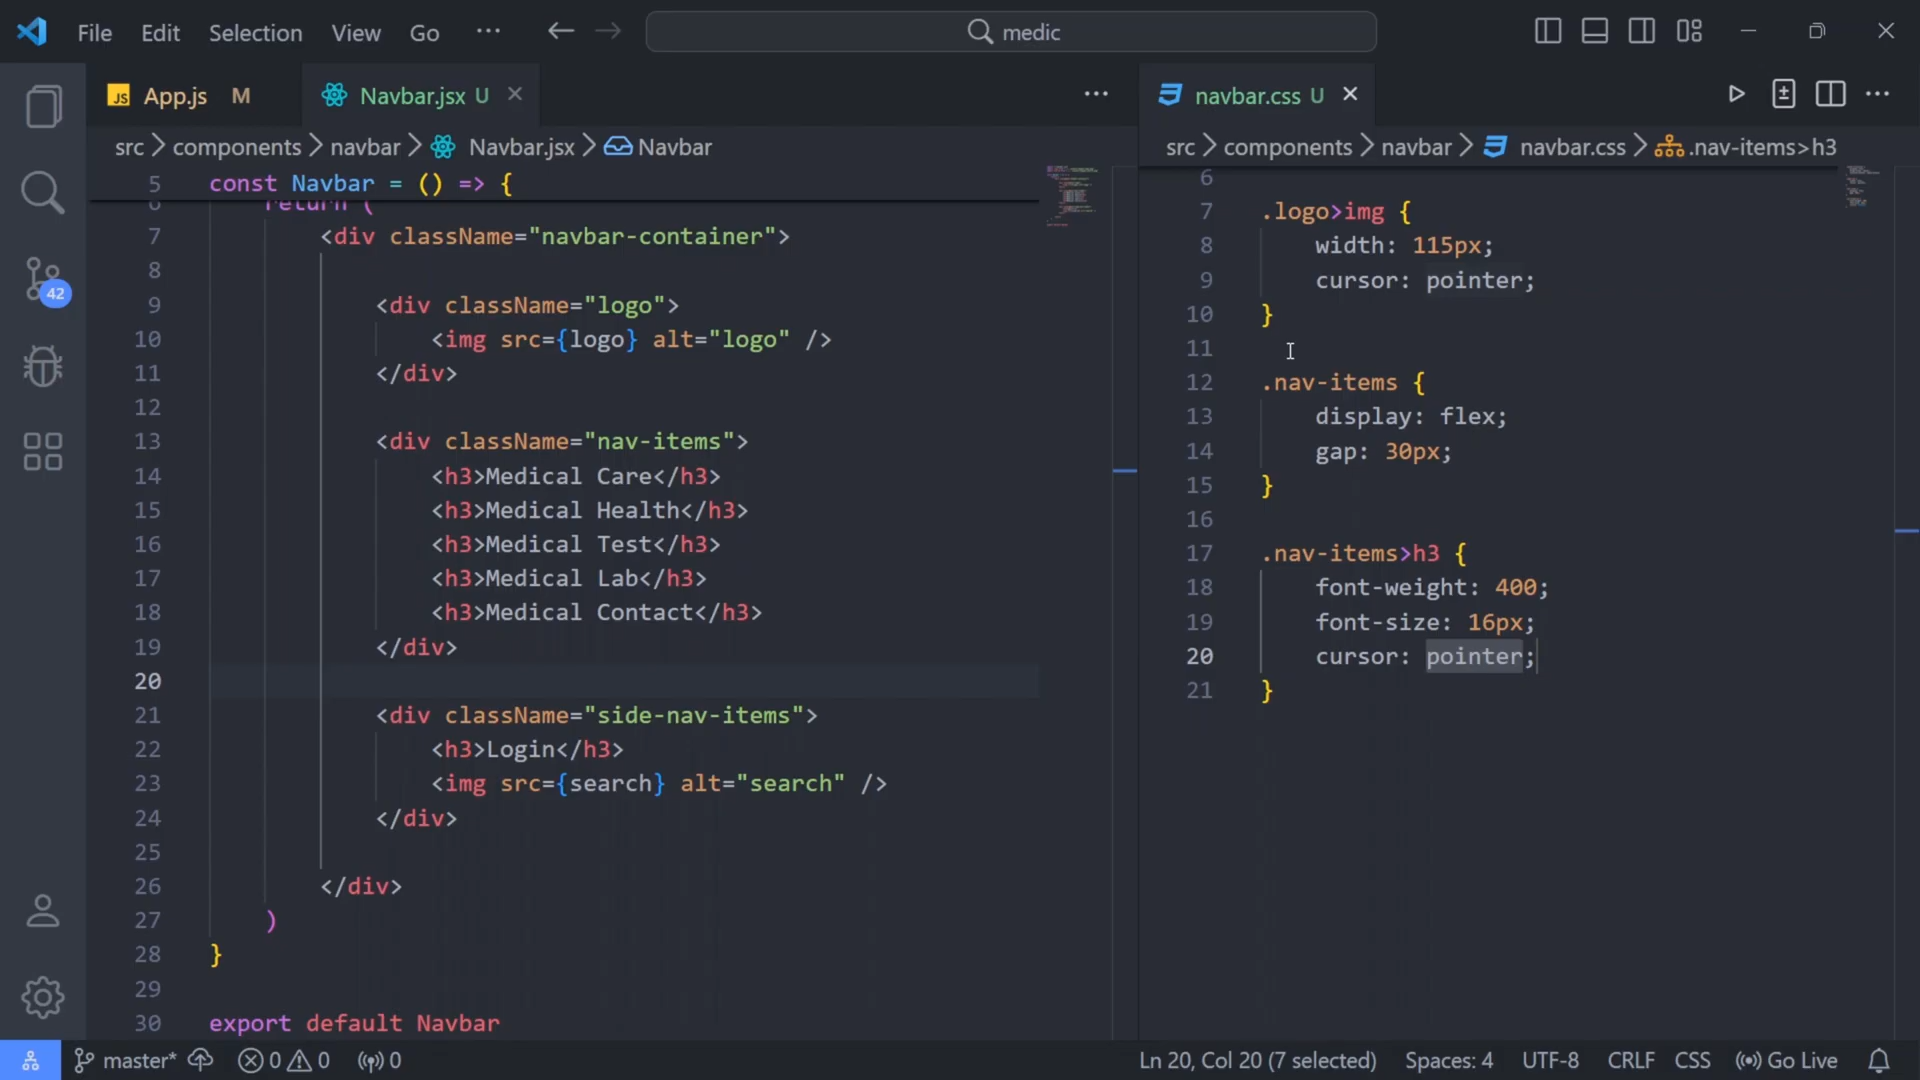 File Edit Selection View Go ··· medic
JS App.js M Navbar.jsx U
src > components > navbar > Navbar.jsx > Navbar
5 const Navbar = () => {
6 return (
7 <div className="navbar-container">
8
9 <div className="logo">
10 <img src={logo} alt="logo" />
11 </div>
12
13 <div className="nav-items">
14 <h3>Medical Care</h3>
15 <h3>Medical Health</h3>
16 <h3>Medical Test</h3>
17 <h3>Medical Lab</h3>
18 <h3>Medical Contact</h3>
19 </div>
20
21 <div className="side-nav-items">
22 <h3>Login</h3>
23 <img src={search} alt="search" />
24 </div>
25
26 </div>
27 )
28 }
29
30 export default Navbar
navbar.css U
src > components > navbar > navbar.css > .nav-items>h3
6
7 .logo>img {
8 width: 115px;
9 cursor: pointer;
10 }
11
12 .nav-items {
13 display: flex;
14 gap: 30px;
15 }
16
17 .nav-items>h3 {
18 font-weight: 400;
19 font-size: 16px;
20 cursor: pointer;
21 }
42
master* 0 0 0 Ln 20, Col 20 (7 selected) Spaces: 4 UTF-8 CRLF CSS Go Live